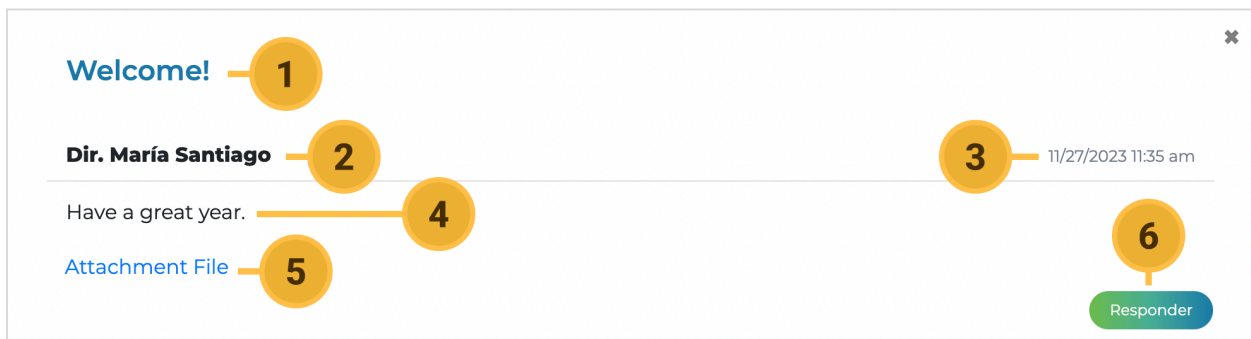 ✖
Welcome! 1
Dir. María Santiago 2 3 11/27/2023 11:35 am
Have a great year. 4
6
Attachment File 5
Responder